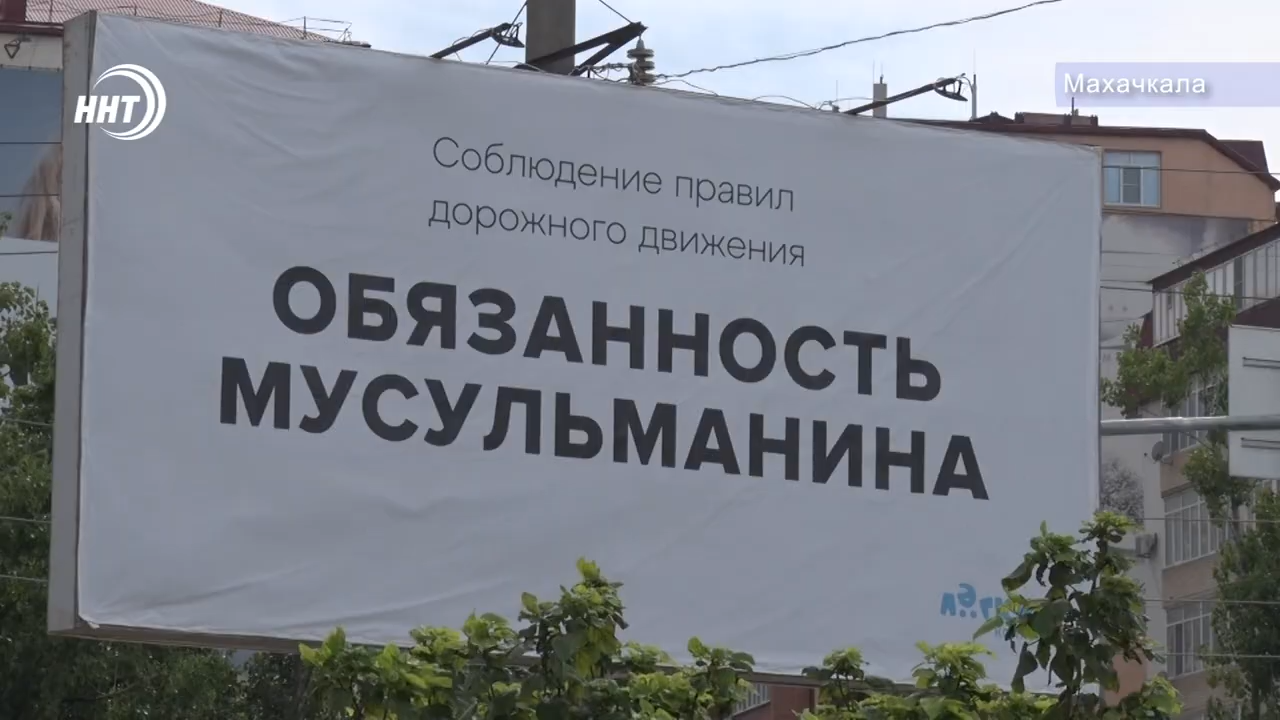 ННТ
Махачкала
Соблюдение правил
дорожного движения
ОБЯЗАННОСТЬ
МУСУЛЬМАНИНА